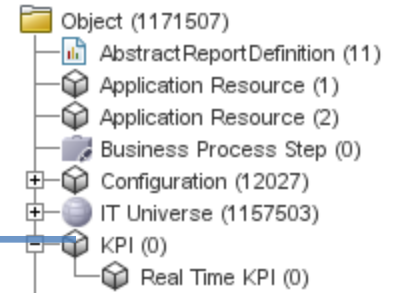 Object (1171507)
AbstractReportDefinition (11)
Application Resource (1)
Application Resource (2)
Business Process Step (0)
Configuration (12027)
IT Universe (1157503)
KPI (0)
Real Time KPI (0)